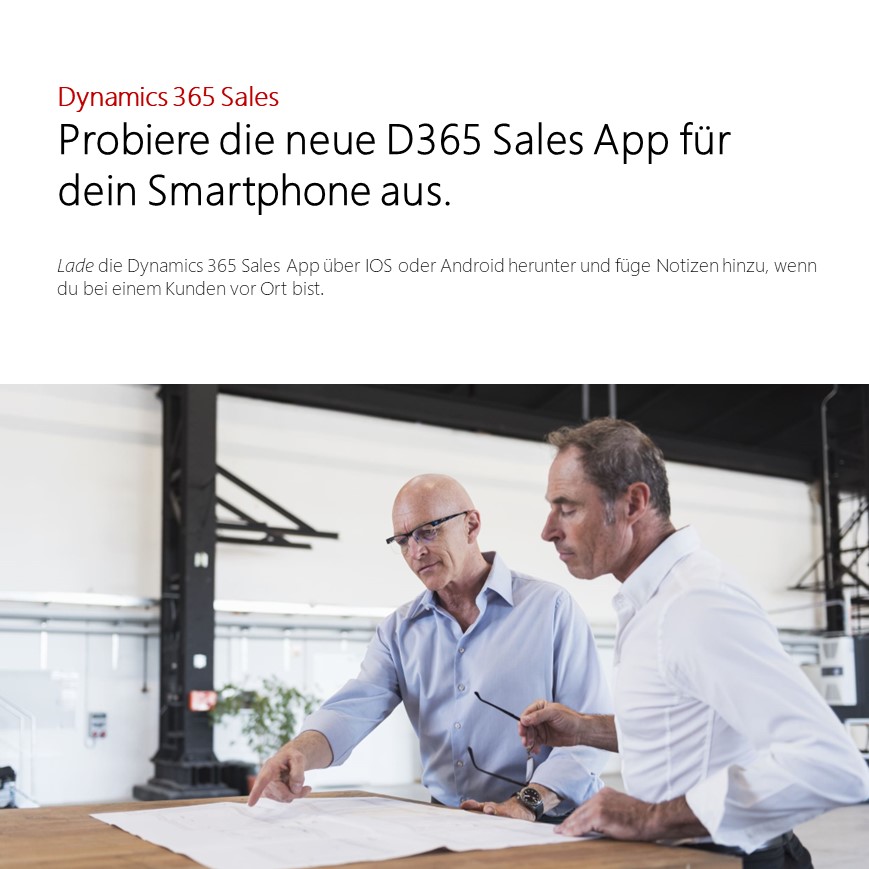 Dynamics 365 Sales
Probiere die neue D365 Sales App für
dein Smartphone aus.
Lade die Dynamics 365 Sales App über IOS oder Android herunter und füge Notizen hinzu, wenn
du bei einem Kunden vor Ort bist.